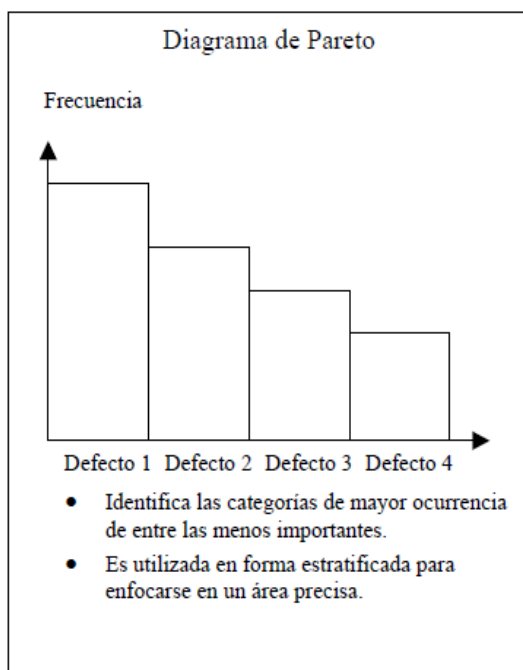 Diagrama de Pareto
Frecuencia
Defecto 1 Defecto 2 Defecto 3 Defecto 4
● Identifica las categorías de mayor ocurrencia
de entre las menos importantes.
● Es utilizada en forma estratificada para
enfocarse en un área precisa.